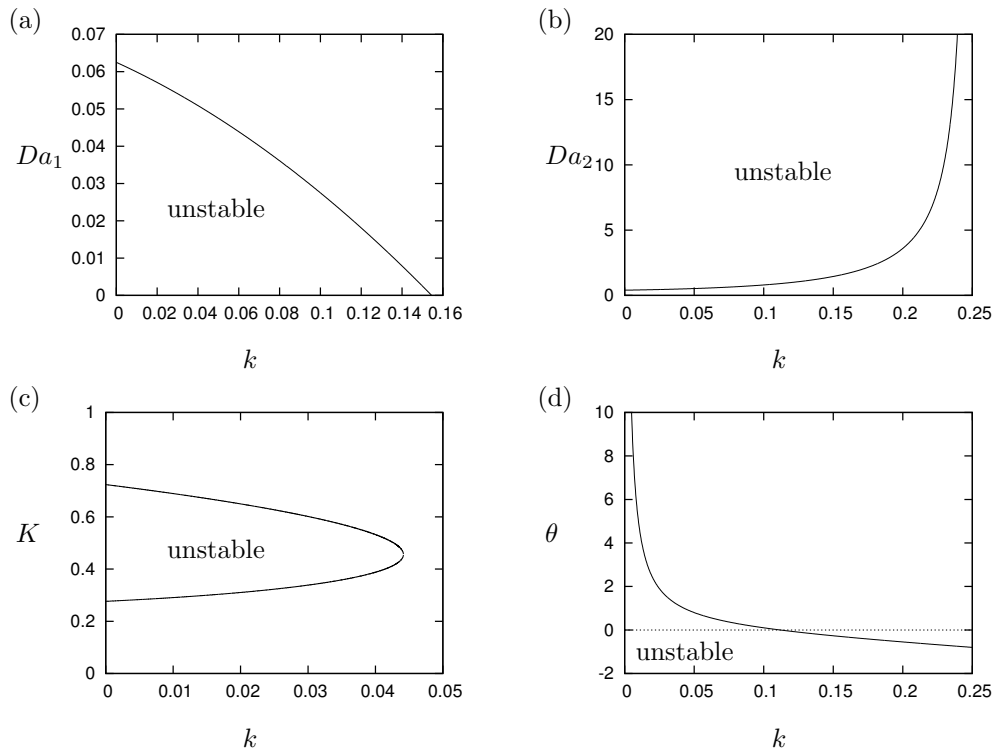 (a)
0.07
0.06
0.05
0.04
0.03
0.02
0.01
0
Da₁
unstable
0 0.02 0.04 0.06 0.08 0.1 0.12 0.14 0.16
k
(b)
20
15
10
5
0
Da₂
unstable
0 0.05 0.1 0.15 0.2 0.25
k
(c)
1
0.8
0.6
0.4
0.2
0
K
unstable
0 0.01 0.02 0.03 0.04 0.05
k
(d)
10
8
6
4
2
0
-2
θ
unstable
0 0.05 0.1 0.15 0.2 0.25
k